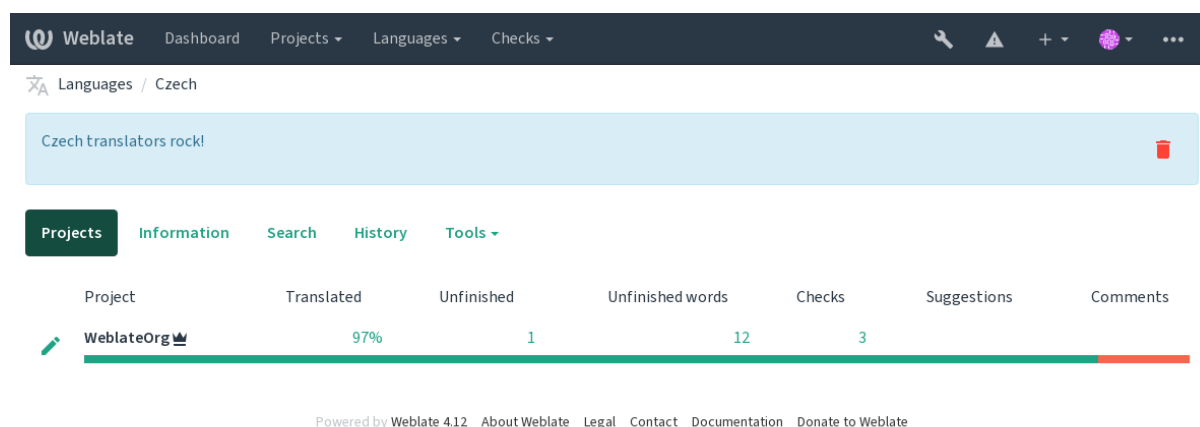 Weblate Dashboard Projects Languages Checks
Languages / Czech
Czech translators rock!
Projects Information Search History Tools
Project Translated Unfinished Unfinished words Checks Suggestions Comments
WeblateOrg 97% 1 12 3
Powered by Weblate 4.12 About Weblate Legal Contact Documentation Donate to Weblate